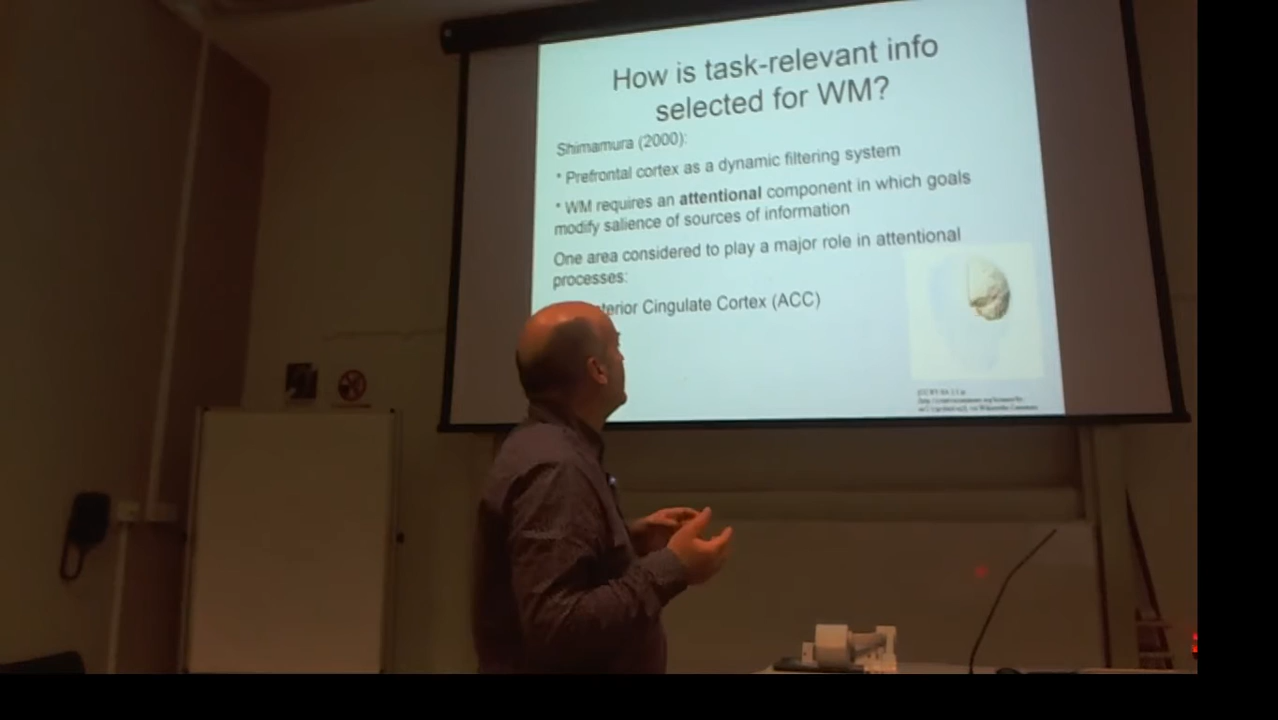 How is task-relevant info
selected for WM?
Shimamura (2000):
* Prefrontal cortex as a dynamic filtering system
* WM requires an attentional component in which goals
modify salience of sources of information
One area considered to play a major role in attentional
processes:
terior Cingulate Cortex (ACC)